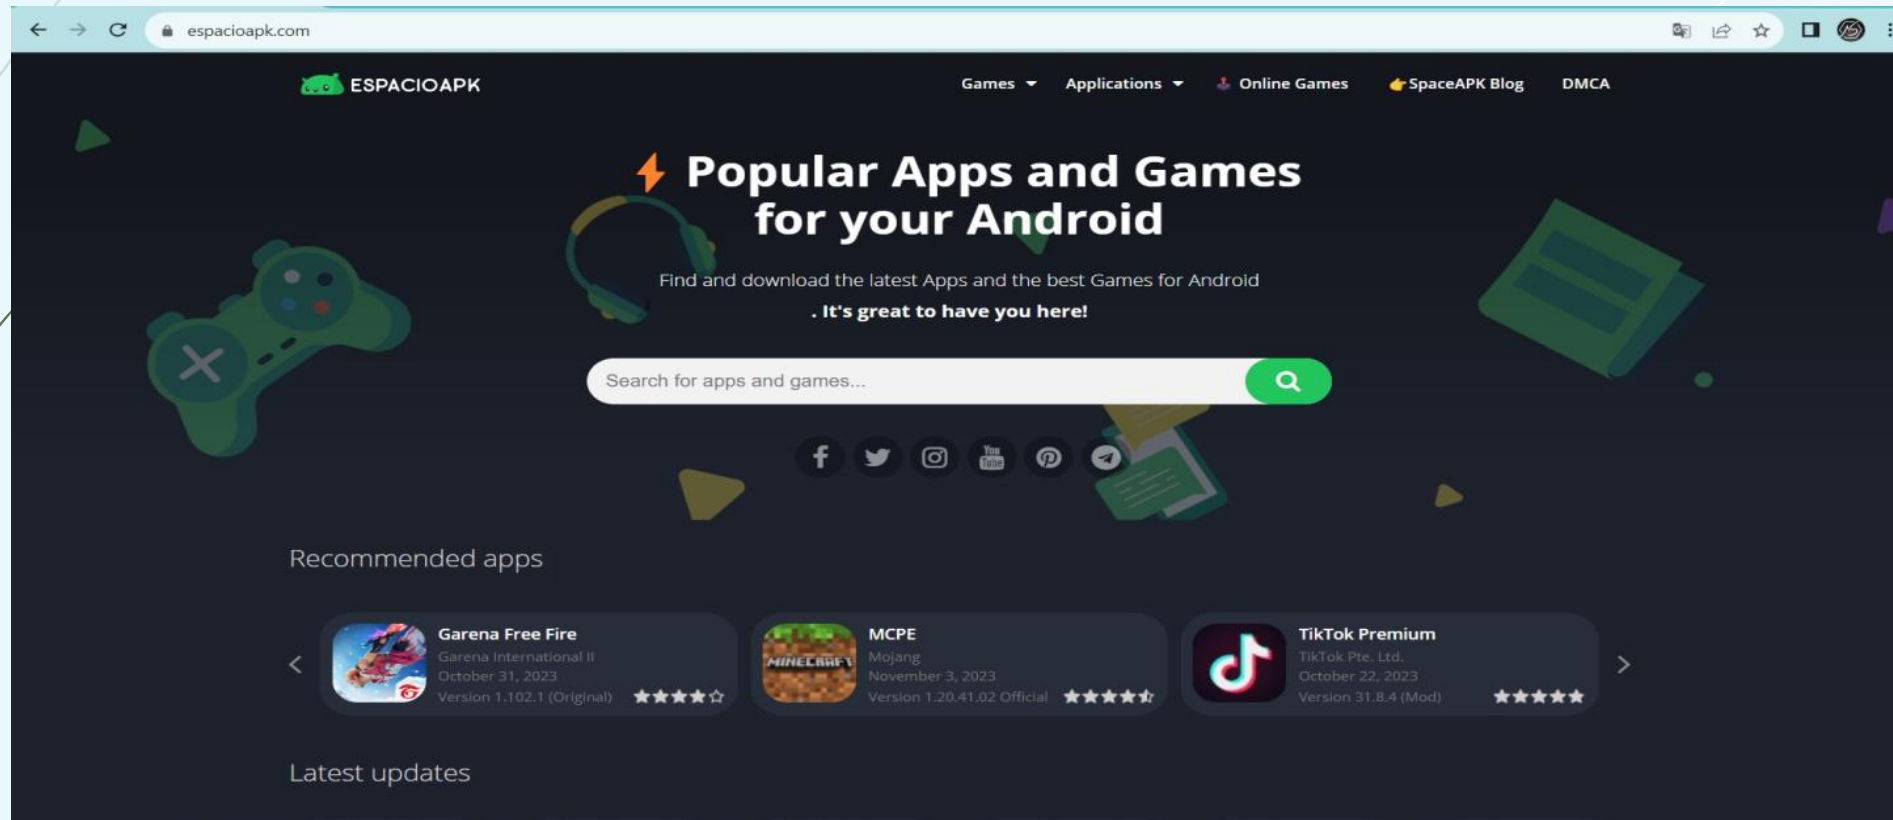 espacioapk.com
ESPACIOAPK
Games
Applications
Online Games
SpaceAPK Blog
DMCA
Popular Apps and Games
for your Android
Find and download the latest Apps and the best Games for Android
. It's great to have you here!
Search for apps and games...
You
Tube
Recommended apps
Garena Free Fire
Garena International II
October 31, 2023
Version 1.102.1 (Original)
MINECRAFT
MCPE
Mojang
November 3, 2023
Version 1.20.41.02 Official
TikTok Premium
TikTok Pte. Ltd.
October 22, 2023
Version 31.8.4 (Mod)
Latest updates